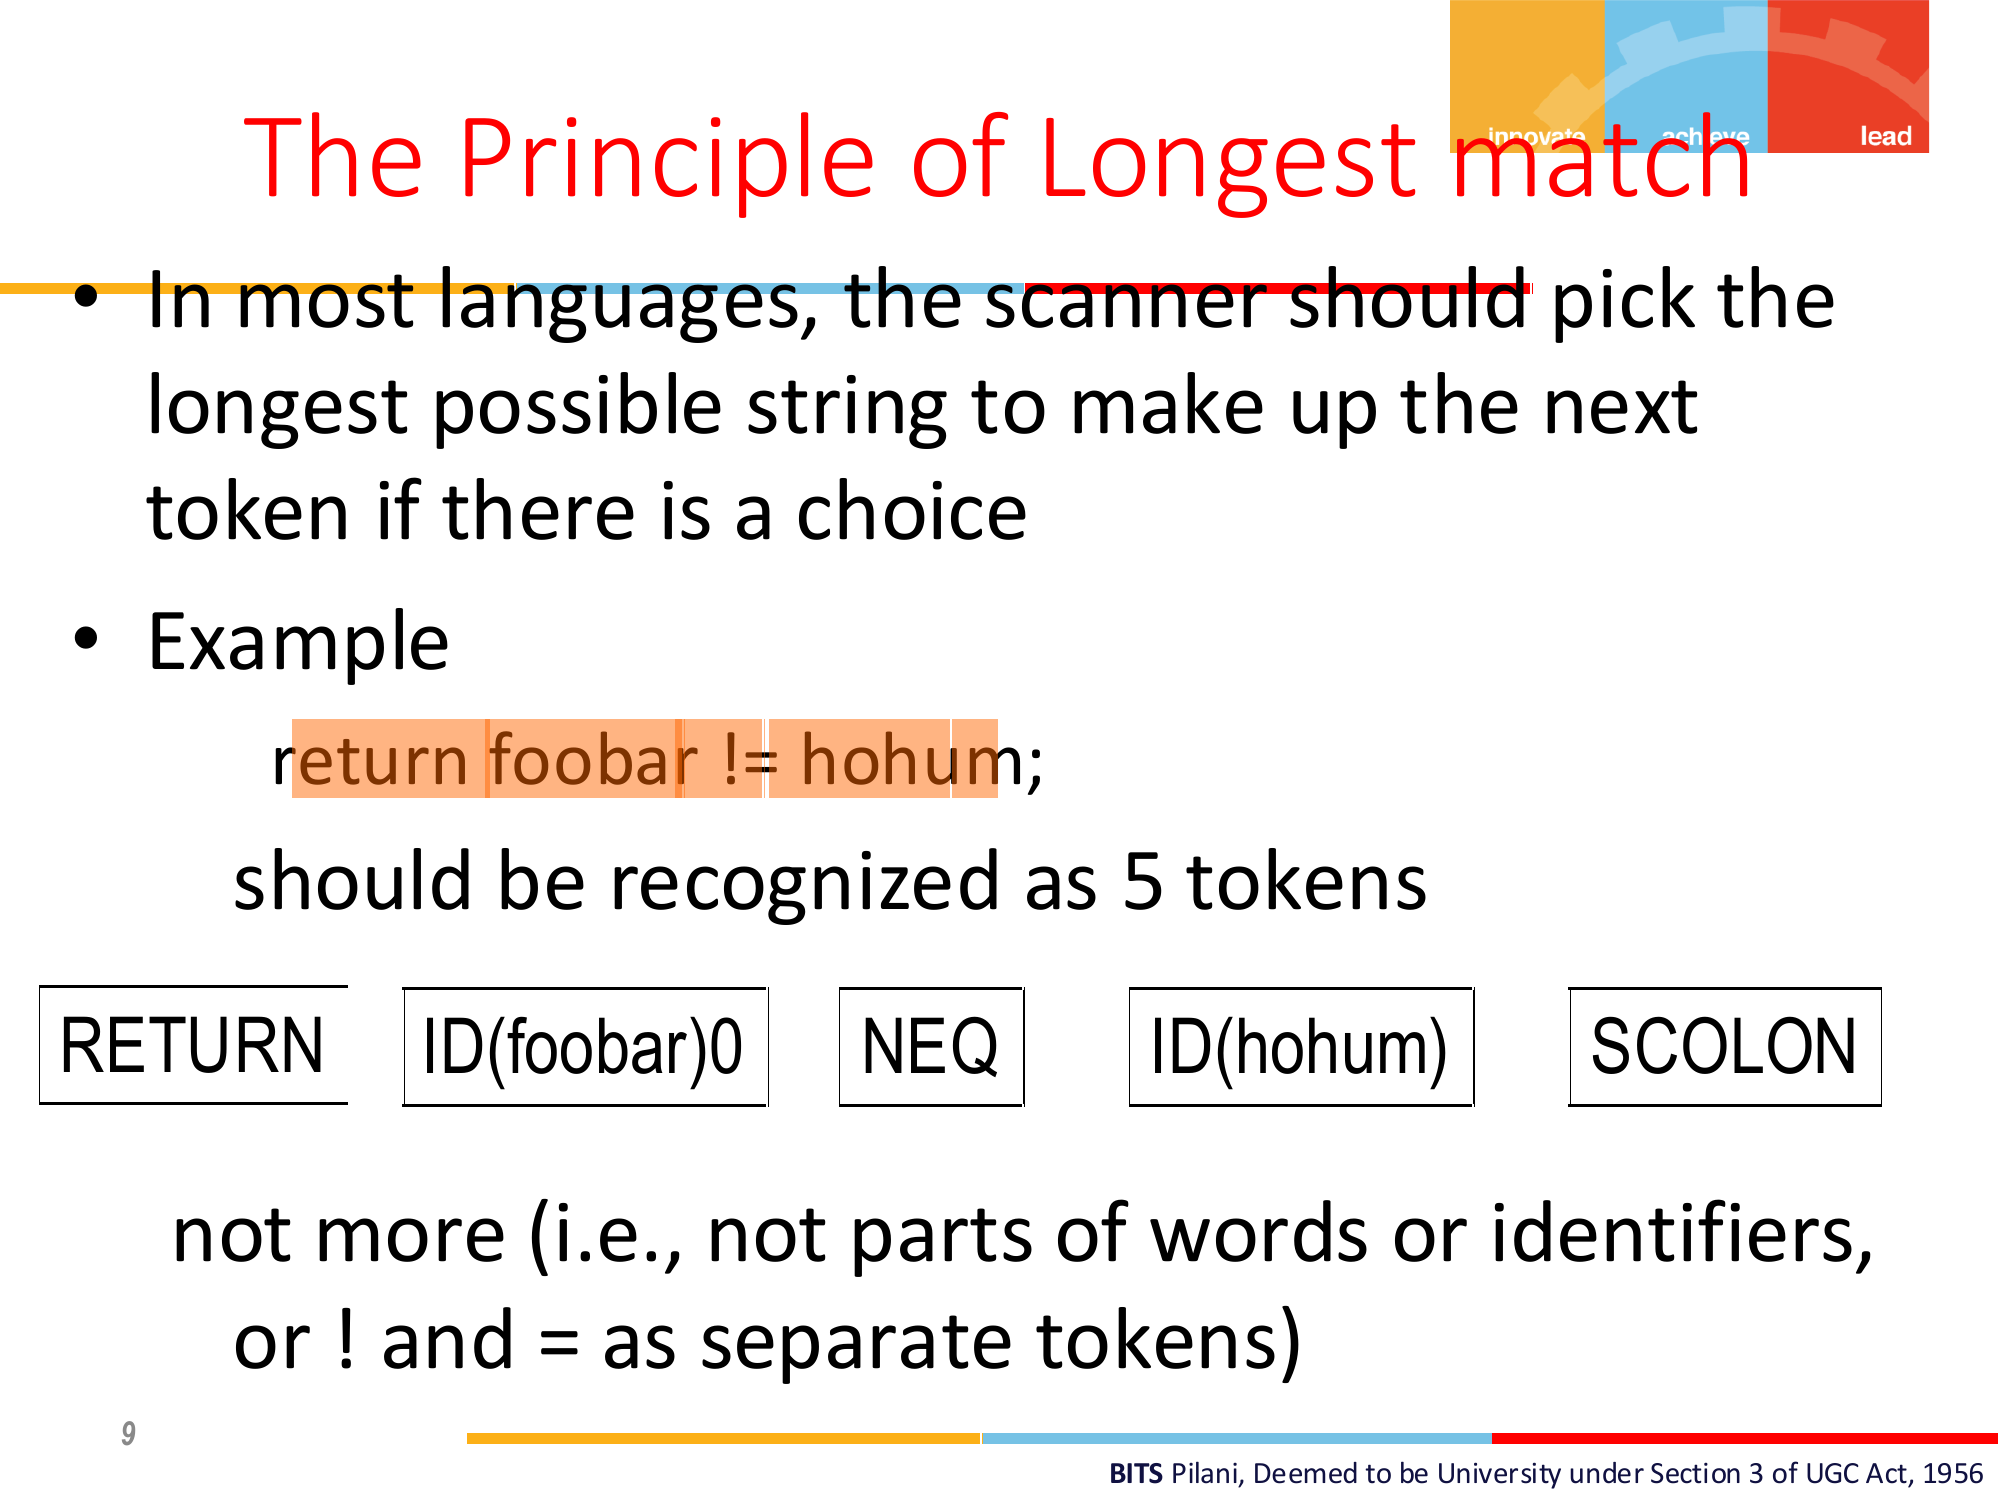 innovate achieve lead
The Principle of Longest match
• In most languages, the scanner should pick the
longest possible string to make up the next
token if there is a choice
• Example
return foobar != hohum;
should be recognized as 5 tokens
RETURN ID(foobar)0 NEQ ID(hohum) SCOLON
not more (i.e., not parts of words or identifiers,
or ! and = as separate tokens)
9
BITS Pilani, Deemed to be University under Section 3 of UGC Act, 1956